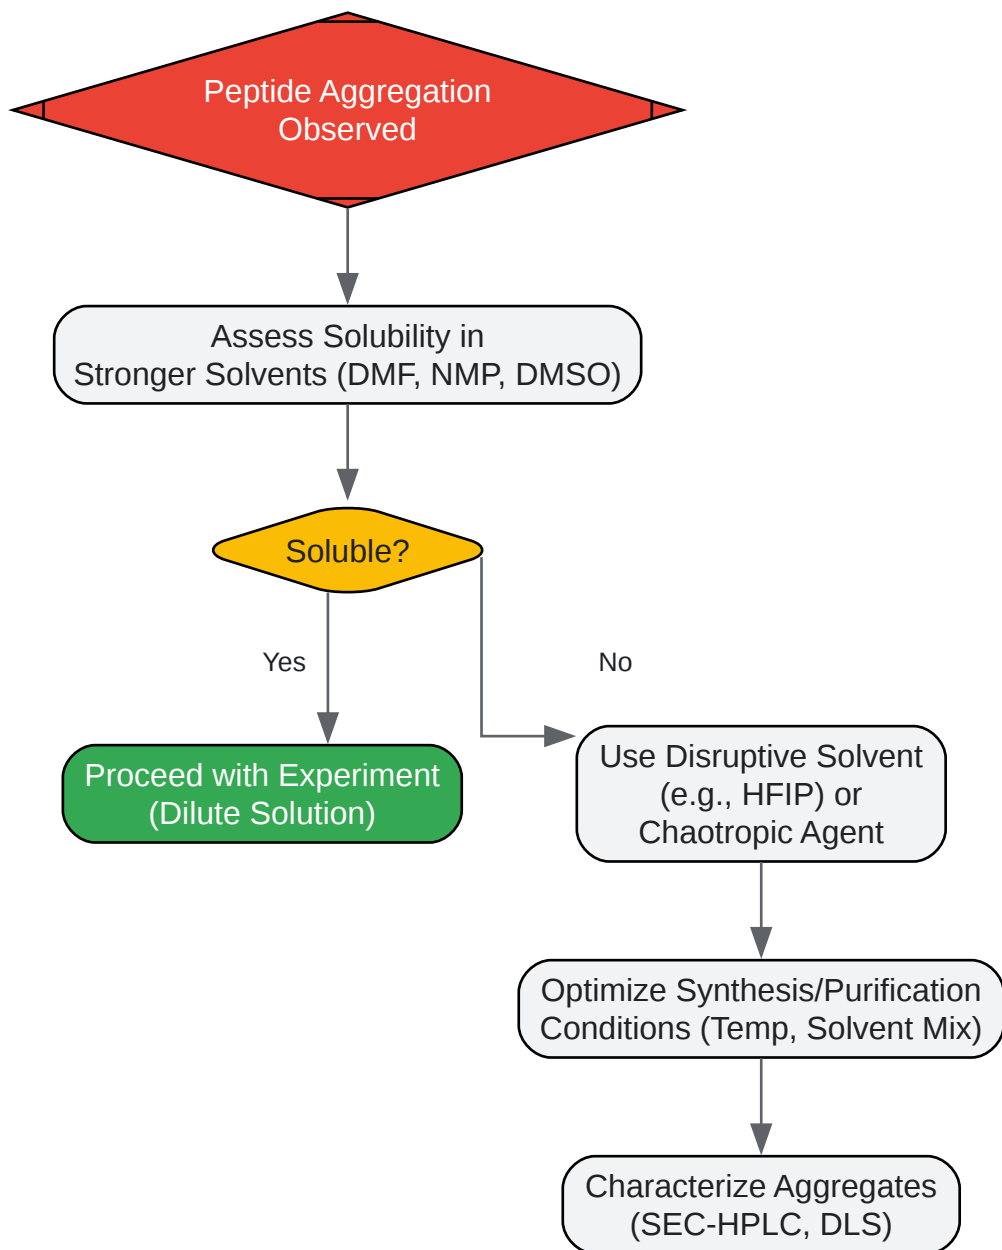 Peptide Aggregation
Observed
Assess Solubility in
Stronger Solvents (DMF, NMP, DMSO)
Soluble?
Yes
No
Proceed with Experiment
(Dilute Solution)
Use Disruptive Solvent
(e.g., HFIP) or
Chaotropic Agent
Optimize Synthesis/Purification
Conditions (Temp, Solvent Mix)
Characterize Aggregates
(SEC-HPLC, DLS)